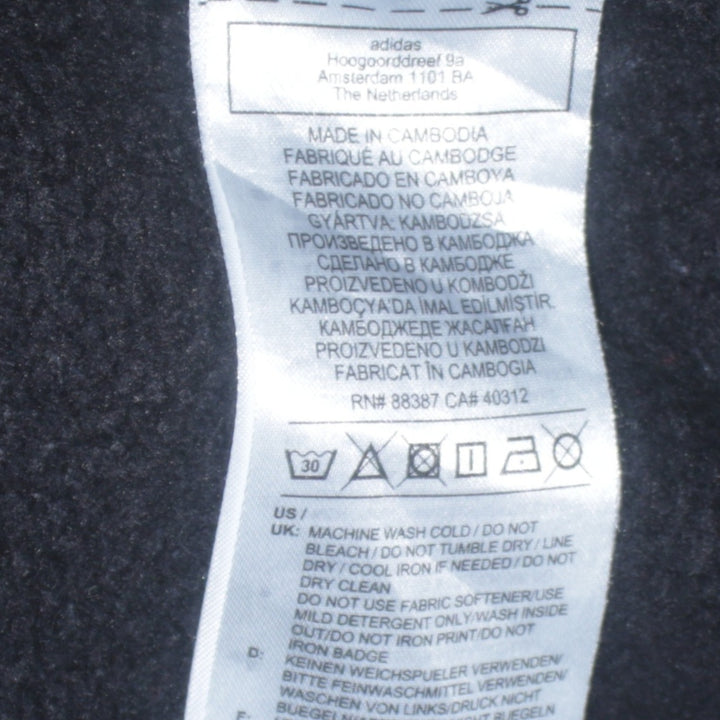 adidas
Hoogoorddreef 9a
Amsterdam 1101 BA
The Netherlands
MADE IN CAMBODIA
FABRIQUÉ AU CAMBODGE
FABRICADO EN CAMBOYA
FABRICADO NO CAMBOJA
GYÁRTVA: KAMBODZSA
ПРОИЗВЕДЕНО В КАМБОДЖА
СДЕЛАНО В КАМБОДЖЕ
PROIZVEDENO U KOMBODŽI
KAMBOÇYA'DA İMAL EDİLMİŞTİR.
КАМБОДЖЕДЕ ЖАСАЛҒАН
PROIZVEDENO U KAMBODZI
FABRICAT ÎN CAMBOGIA
RN# 88387 CA# 40312
30
US /
UK: MACHINE WASH COLD / DO NOT
BLEACH / DO NOT TUMBLE DRY / LINE
DRY / COOL IRON IF NEEDED / DO NOT
DRY CLEAN
DO NOT USE FABRIC SOFTENER/USE
MILD DETERGENT ONLY/WASH INSIDE
OUT/DO NOT IRON PRINT/DO NOT
IRON BADGE
D: KEINEN WEICHSPUELER VERWENDEN/
BITTE FEINWASCHMITTEL VERWENDEN/
WASCHEN VON LINKS/DRUCK NICHT
BUEGELN
BUEGELN
F: